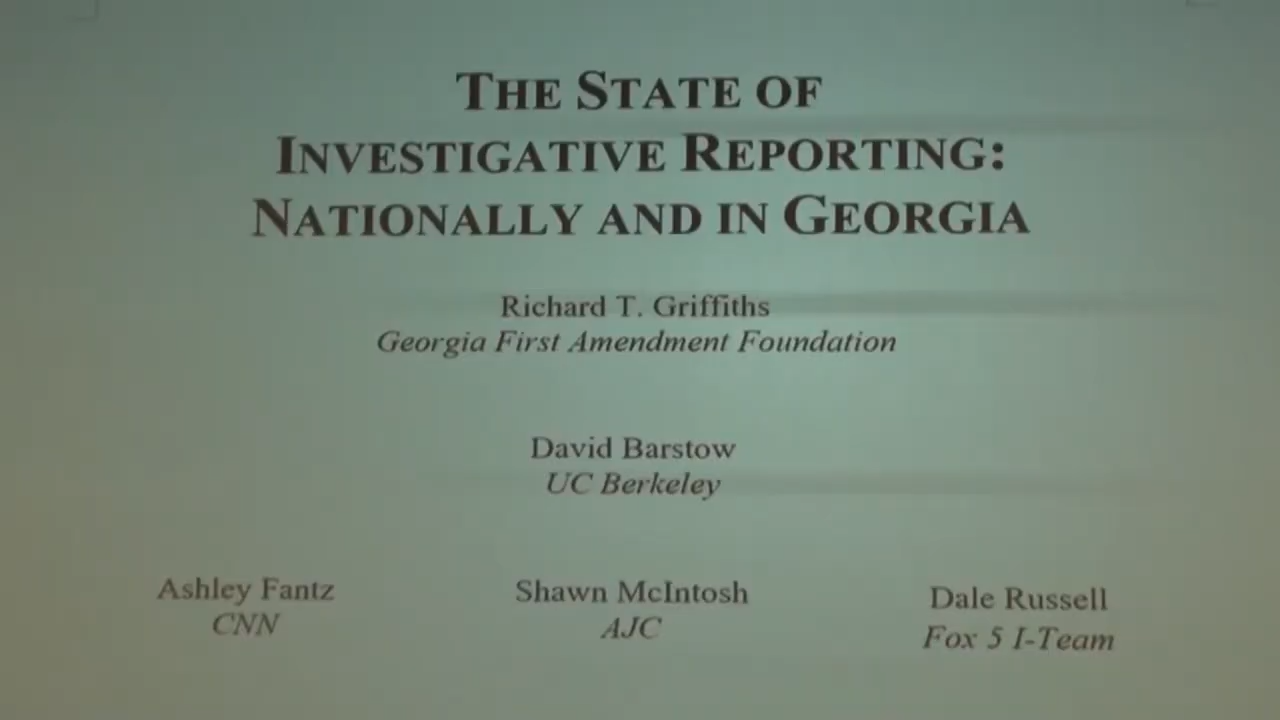 THE STATE OF
INVESTIGATIVE REPORTING:
NATIONALLY AND IN GEORGIA
Richard T. Griffiths
Georgia First Amendment Foundation
David Barstow
UC Berkeley
Ashley Fantz
CNN
Shawn McIntosh
AJC
Dale Russell
Fox 5 I-Team